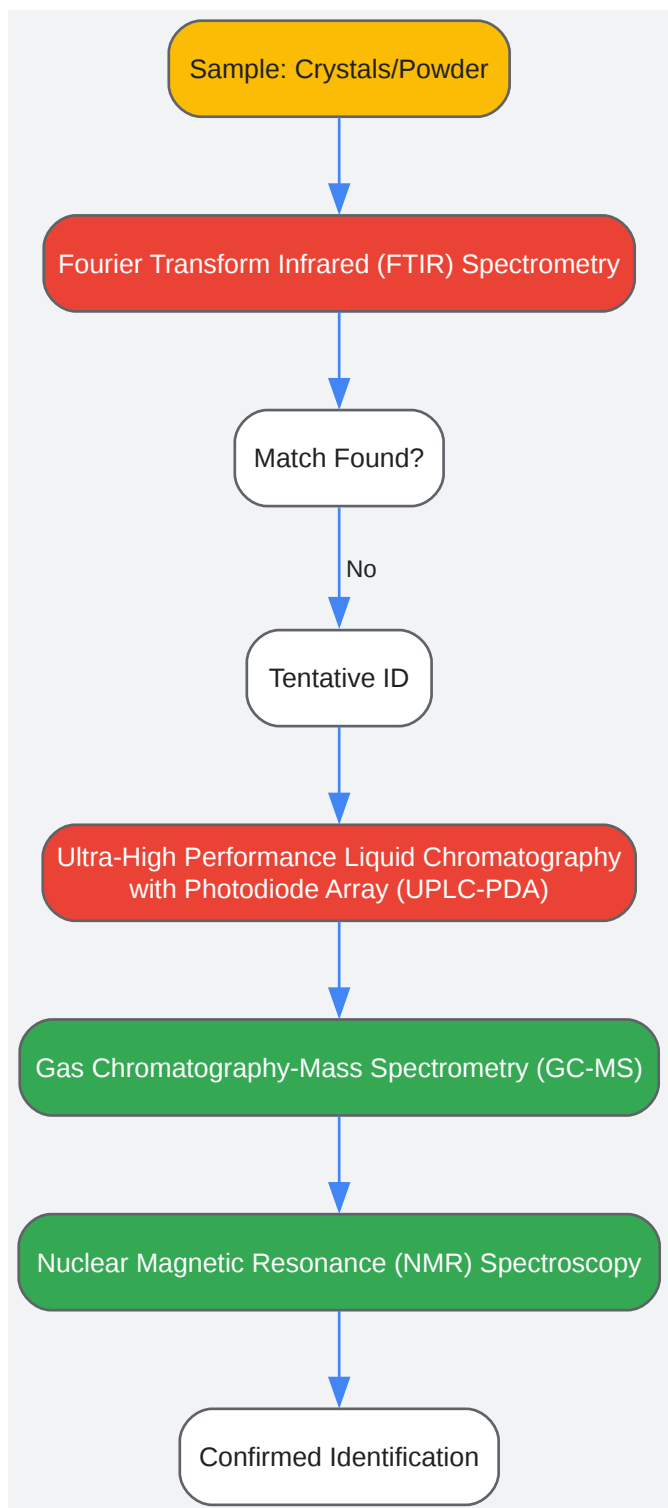 Sample: Crystals/Powder
Fourier Transform Infrared (FTIR) Spectrometry
Match Found?
No
Tentative ID
Ultra-High Performance Liquid Chromatography
with Photodiode Array (UPLC-PDA)
Gas Chromatography-Mass Spectrometry (GC-MS)
Nuclear Magnetic Resonance (NMR) Spectroscopy
Confirmed Identification